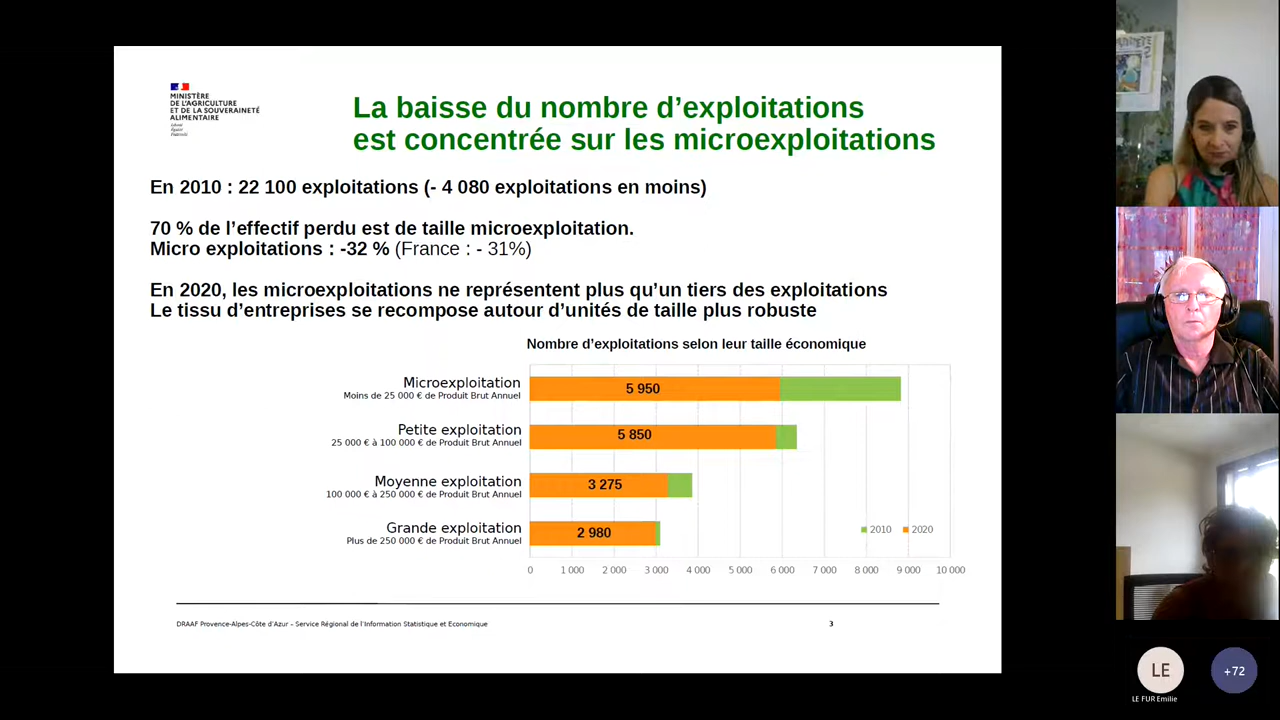 MINISTÈRE
DE L'AGRICULTURE
ET DE LA SOUVERAINETÉ
ALIMENTAIRE
Liberté
Égalité
Fraternité
La baisse du nombre d'exploitations
est concentrée sur les microexploitations
En 2010 : 22 100 exploitations (- 4 080 exploitations en moins)
70 % de l'effectif perdu est de taille microexploitation.
Micro exploitations : -32 % (France : - 31%)
En 2020, les microexploitations ne représentent plus qu'un tiers des exploitations
Le tissu d'entreprises se recompose autour d'unités de taille plus robuste
Nombre d'exploitations selon leur taille économique
Microexploitation
Moins de 25 000 € de Produit Brut Annuel
5 950
Petite exploitation
25 000 € à 100 000 € de Produit Brut Annuel
5 850
Moyenne exploitation
100 000 € à 250 000 € de Produit Brut Annuel
3 275
Grande exploitation
Plus de 250 000 € de Produit Brut Annuel
2 980
2010 2020
0 1 000 2 000 3 000 4 000 5 000 6 000 7 000 8 000 9 000 10 000
DRAAF Provence-Alpes-Côte d'Azur – Service Régional de l'Information Statistique et Economique
3
LE
+72
LE FUR Emilie